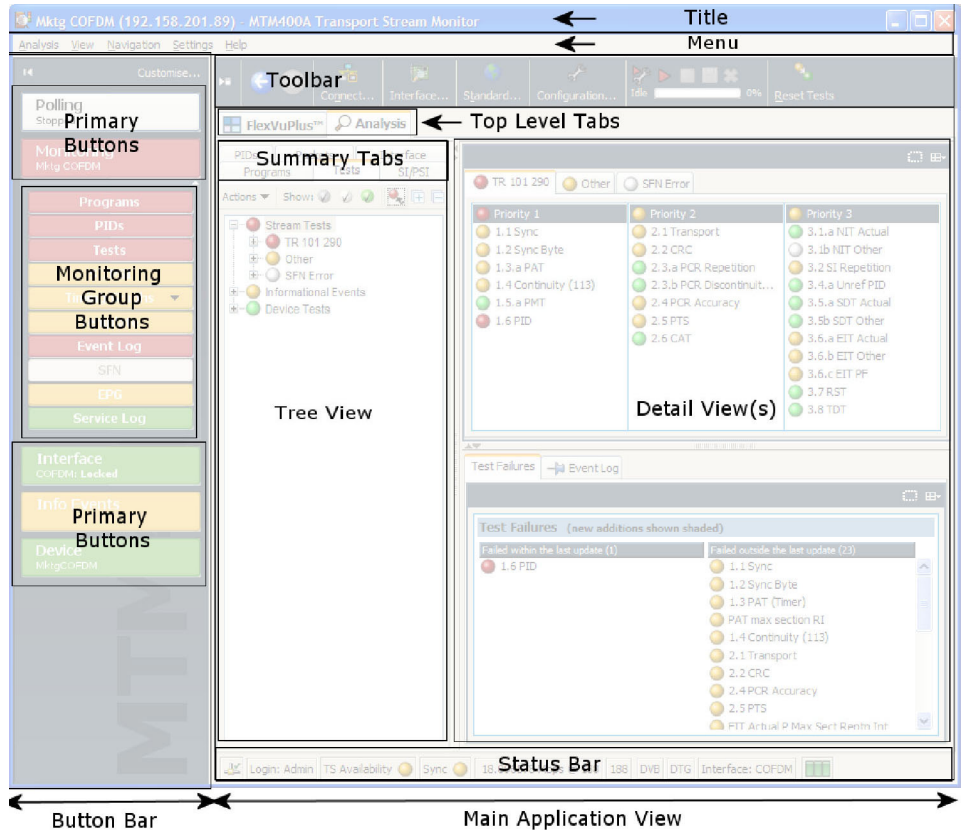 Mktg COFDM (192.158.201.89) - MTM400A Transport Stream Monitor
Title
Analysis View Navigation Settings Help
Menu
Customise...
Toolbar
Connect...
Interface...
Standard...
Configuration...
Idle
0%
Reset Tests
FlexVuPlus™
Analysis
Top Level Tabs
Polling
Stopp
Primary
Buttons
Monitoring
Mktg COFDM
Programs
PIDs
Tests
Monitoring
Group
Buttons
Event Log
SFN
EPG
Service Log
Interface
COFDM: Locked
Info Events
Primary
Buttons
Device
MktgCOFDM
MTM
Summary Tabs
PIDs
Programs
Tests
SI/PSI
Actions
Show:
Stream Tests
TR 101 290
Other
SFN Error
Informational Events
Device Tests
Tree View
TR 101 290
Other
SFN Error
Priority 1
1.1 Sync
1.2 Sync Byte
1.3.a PAT
1.4 Continuity (113)
1.5.a PMT
1.6 PID
Priority 2
2.1 Transport
2.2 CRC
2.3.a PCR Repetition
2.3.b PCR Discontinuit...
2.4 PCR Accuracy
2.5 PTS
2.6 CAT
Priority 3
3.1.a NIT Actual
3.1b NIT Other
3.2 SI Repetition
3.4.a Unref PID
3.5.a SDT Actual
3.5b SDT Other
3.6.a EIT Actual
3.6.b EIT Other
3.6.c EIT PF
3.7 RST
3.8 TDT
Detail View(s)
Test Failures
Event Log
Test Failures (new additions shown shaded)
Failed within the last update (1)
1.6 PID
Failed outside the last update (23)
1.1 Sync
1.2 Sync Byte
1.3 PAT (Timer)
PAT max section RI
1.4 Continuity (113)
2.1 Transport
2.2 CRC
2.4 PCR Accuracy
2.5 PTS
EIT Actual P Max Sect Reptn Int
Login: Admin
TS Availability
Sync
Status Bar
188
DVB
DTG
Interface: COFDM
Button Bar
Main Application View